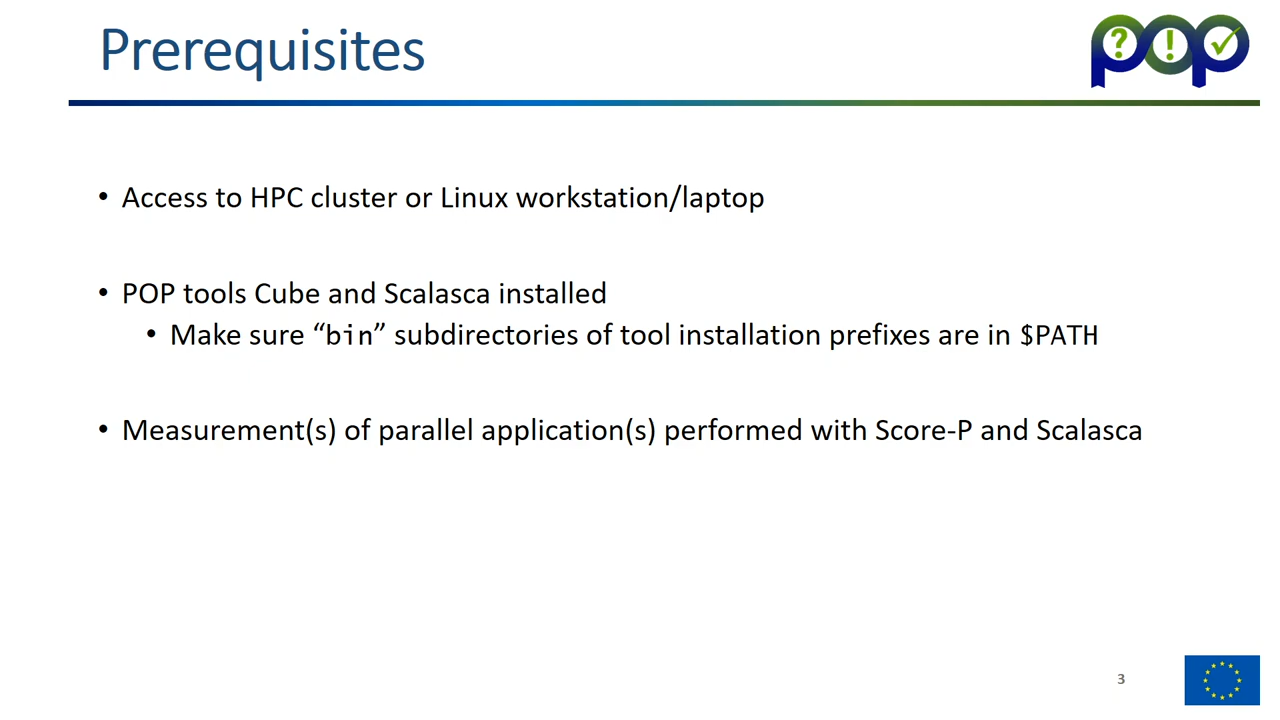 Prerequisites
pop
?!✓
• Access to HPC cluster or Linux workstation/laptop
• POP tools Cube and Scalasca installed
• Make sure “bin” subdirectories of tool installation prefixes are in $PATH
• Measurement(s) of parallel application(s) performed with Score-P and Scalasca
3